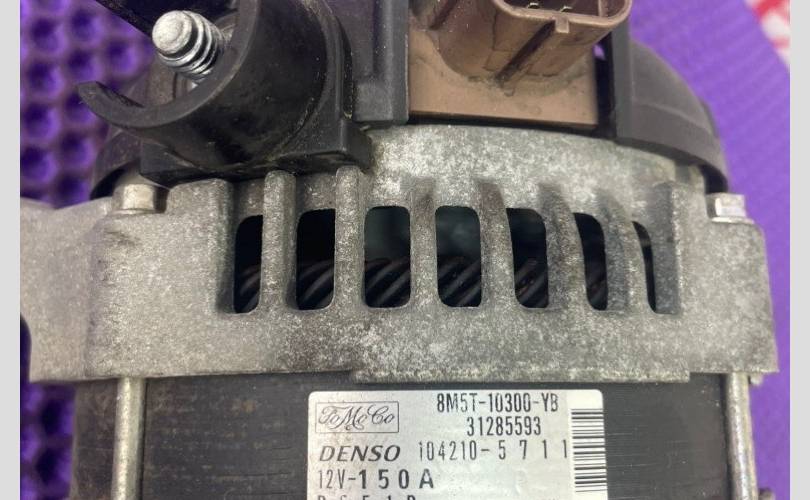 FoMoCo 8M5T-10300-YB
31285593
DENSO 104210-5711
12V-150A